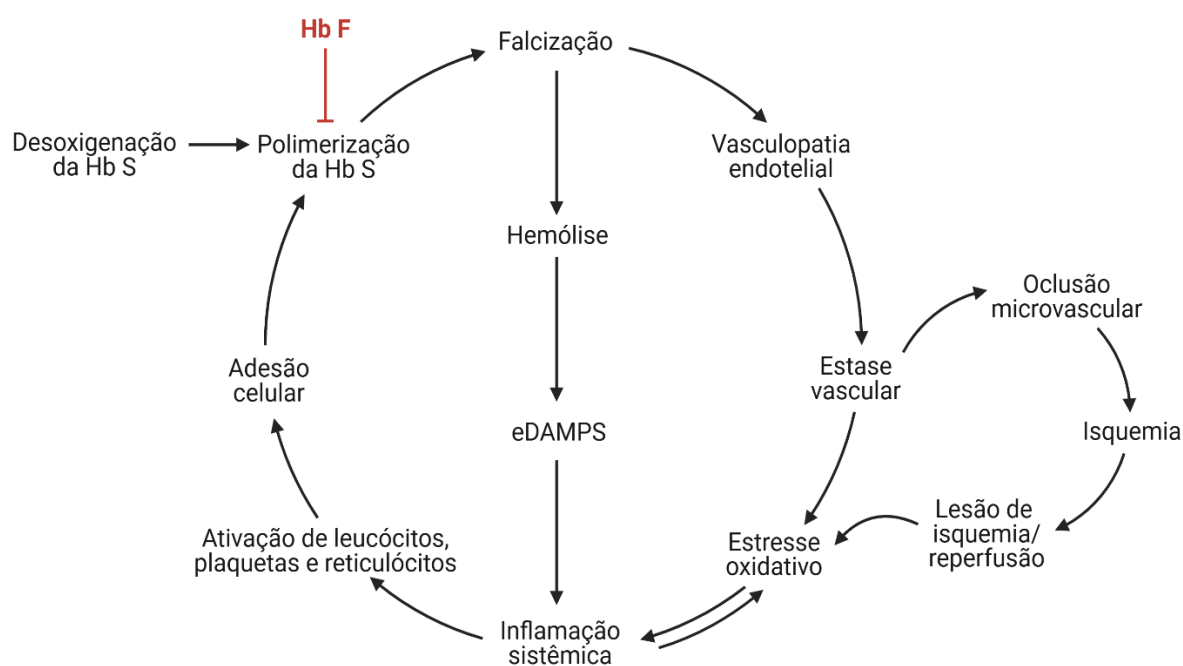 Hb F
Falcização
Desoxigenação
da Hb S
Polimerização
da Hb S
Vasculopatia
endotelial
Hemólise
Oclusão
microvascular
Adesão
celular
Estase
vascular
eDAMPS
Isquemia
Ativação de leucócitos,
plaquetas e reticulócitos
Estresse
oxidativo
Lesão de
isquemia/
reperfusão
Inflamação
sistêmica